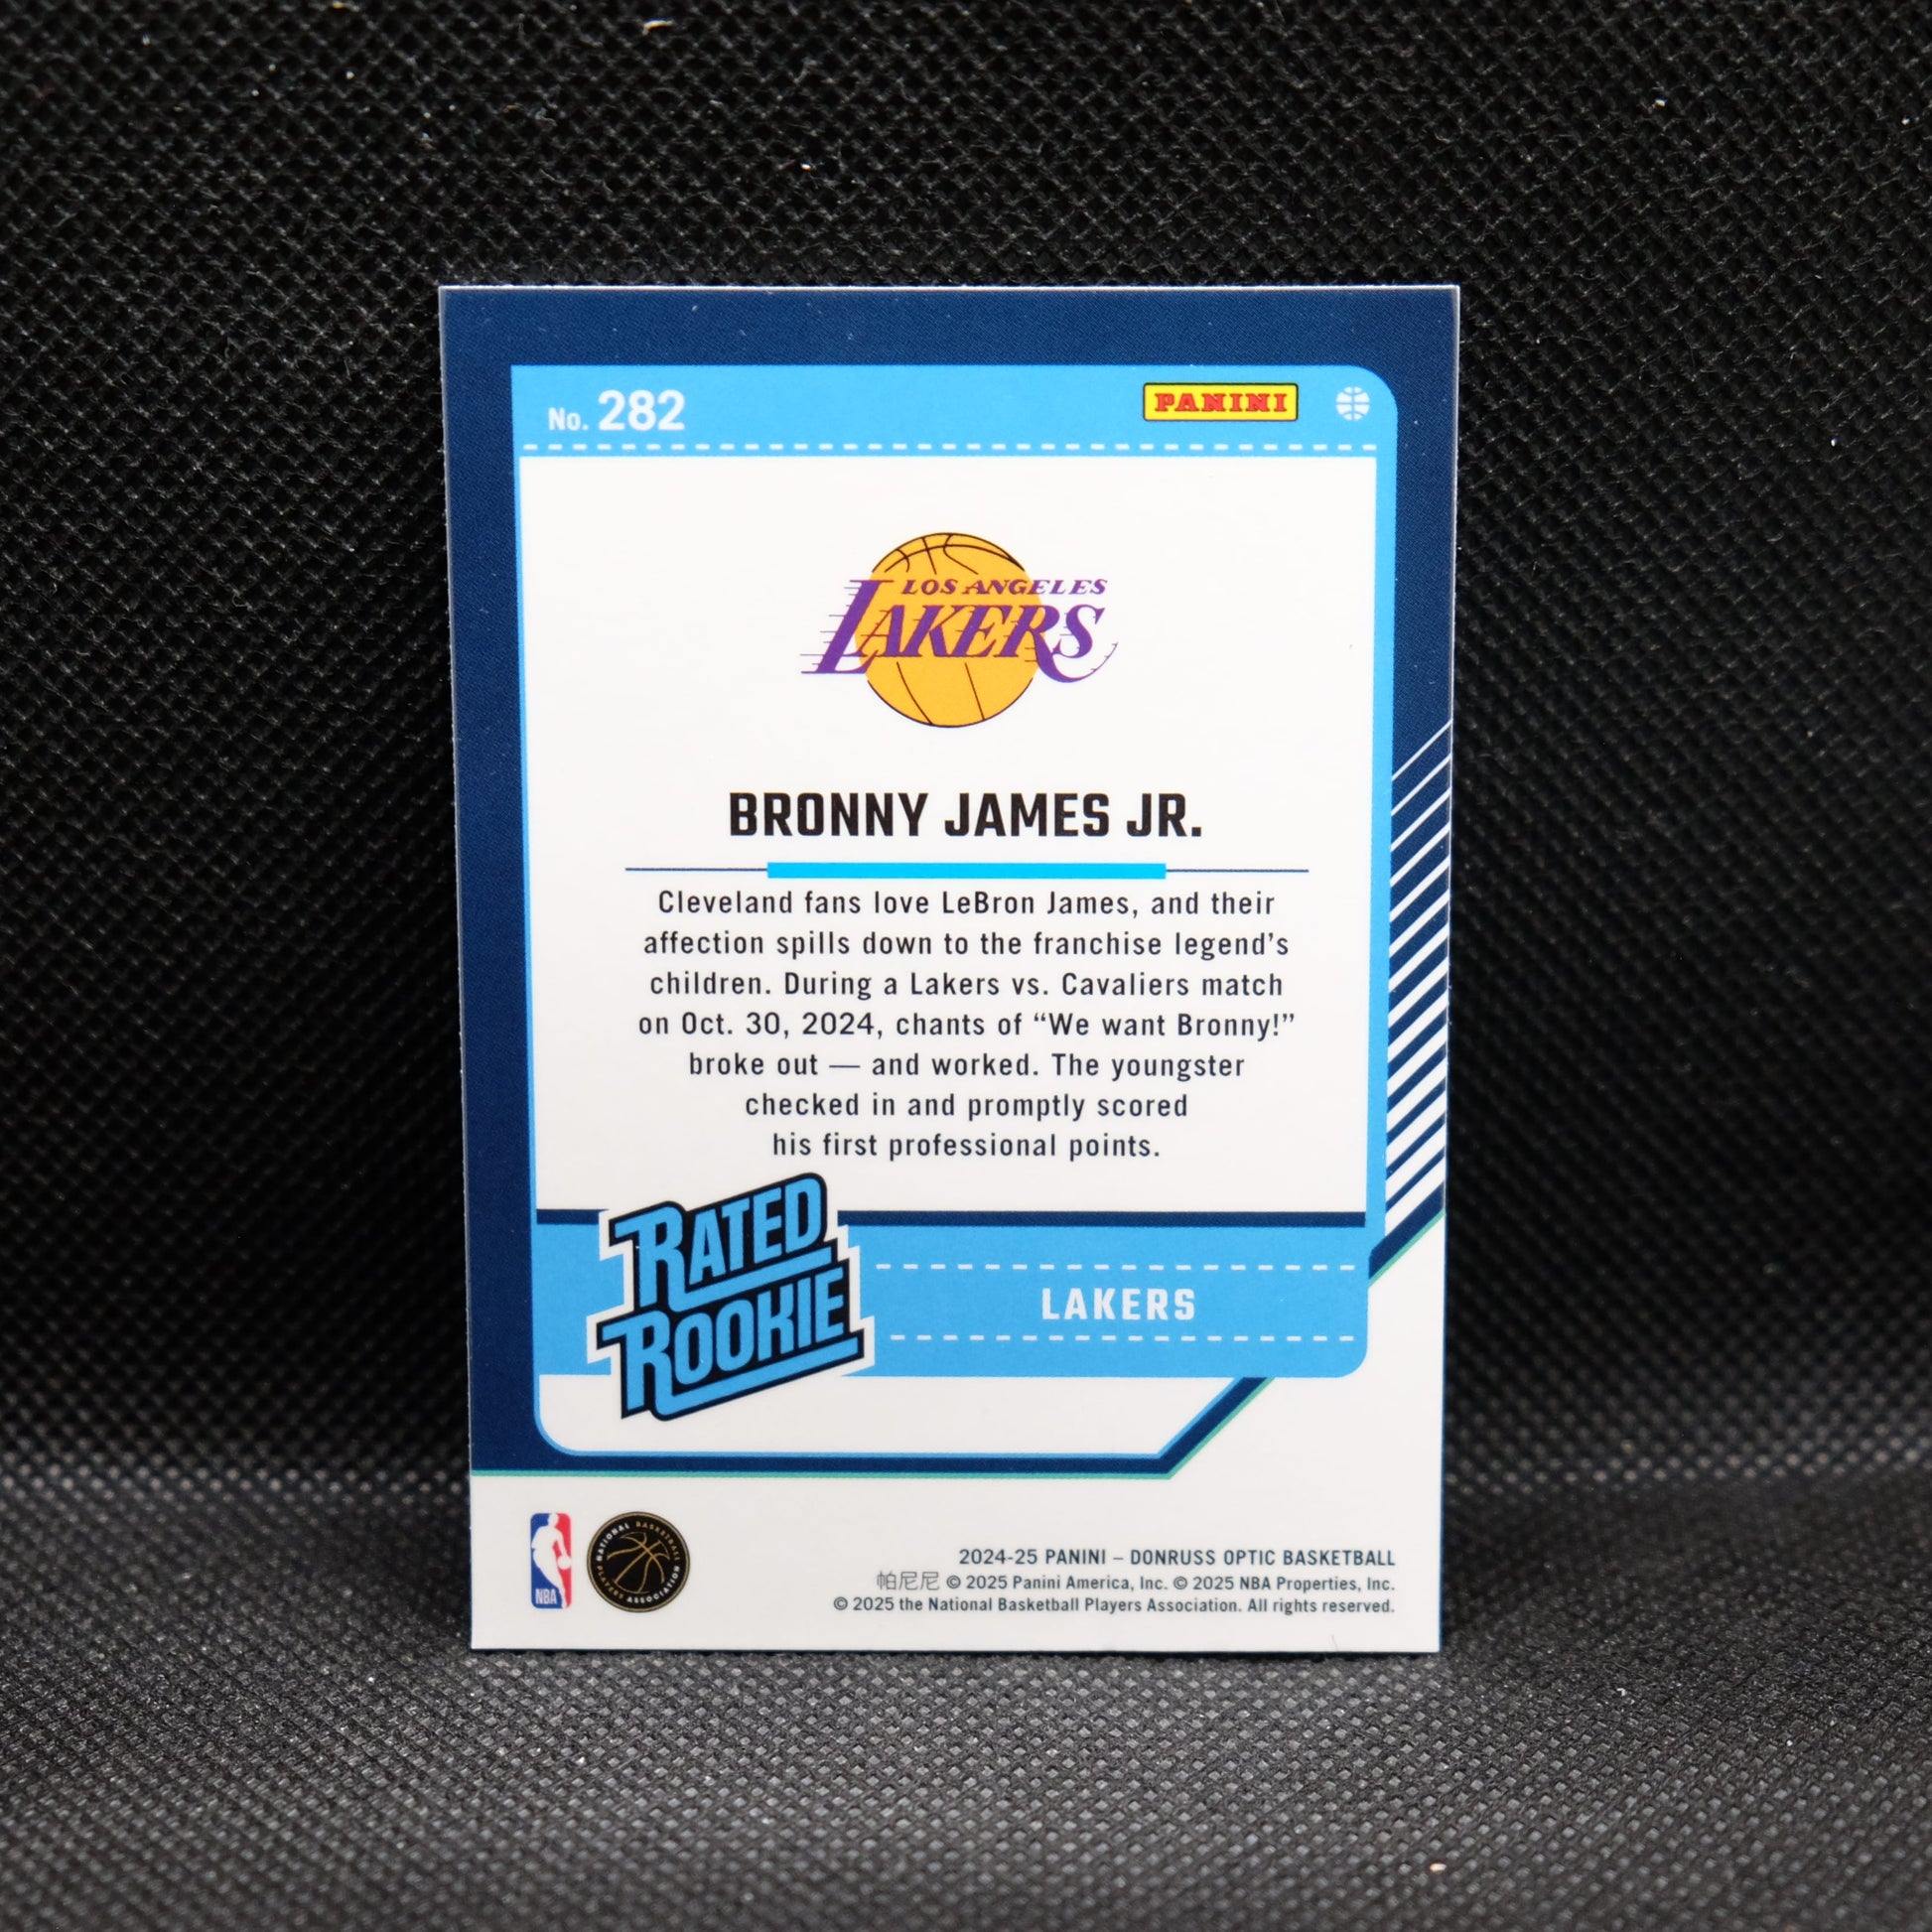 No. 282
PANINI
LOS ANGELES
LAKERS
BRONNY JAMES JR.
Cleveland fans love LeBron James, and their
affection spills down to the franchise legend’s
children. During a Lakers vs. Cavaliers match
on Oct. 30, 2024, chants of “We want Bronny!”
broke out — and worked. The youngster
checked in and promptly scored
his first professional points.
RATED
ROOKIE
LAKERS
NBA
NATIONAL BASKETBALL
PLAYERS ASSOCIATION
2024-25 PANINI – DONRUSS OPTIC BASKETBALL
帕尼尼 © 2025 Panini America, Inc. © 2025 NBA Properties, Inc.
© 2025 the National Basketball Players Association. All rights reserved.